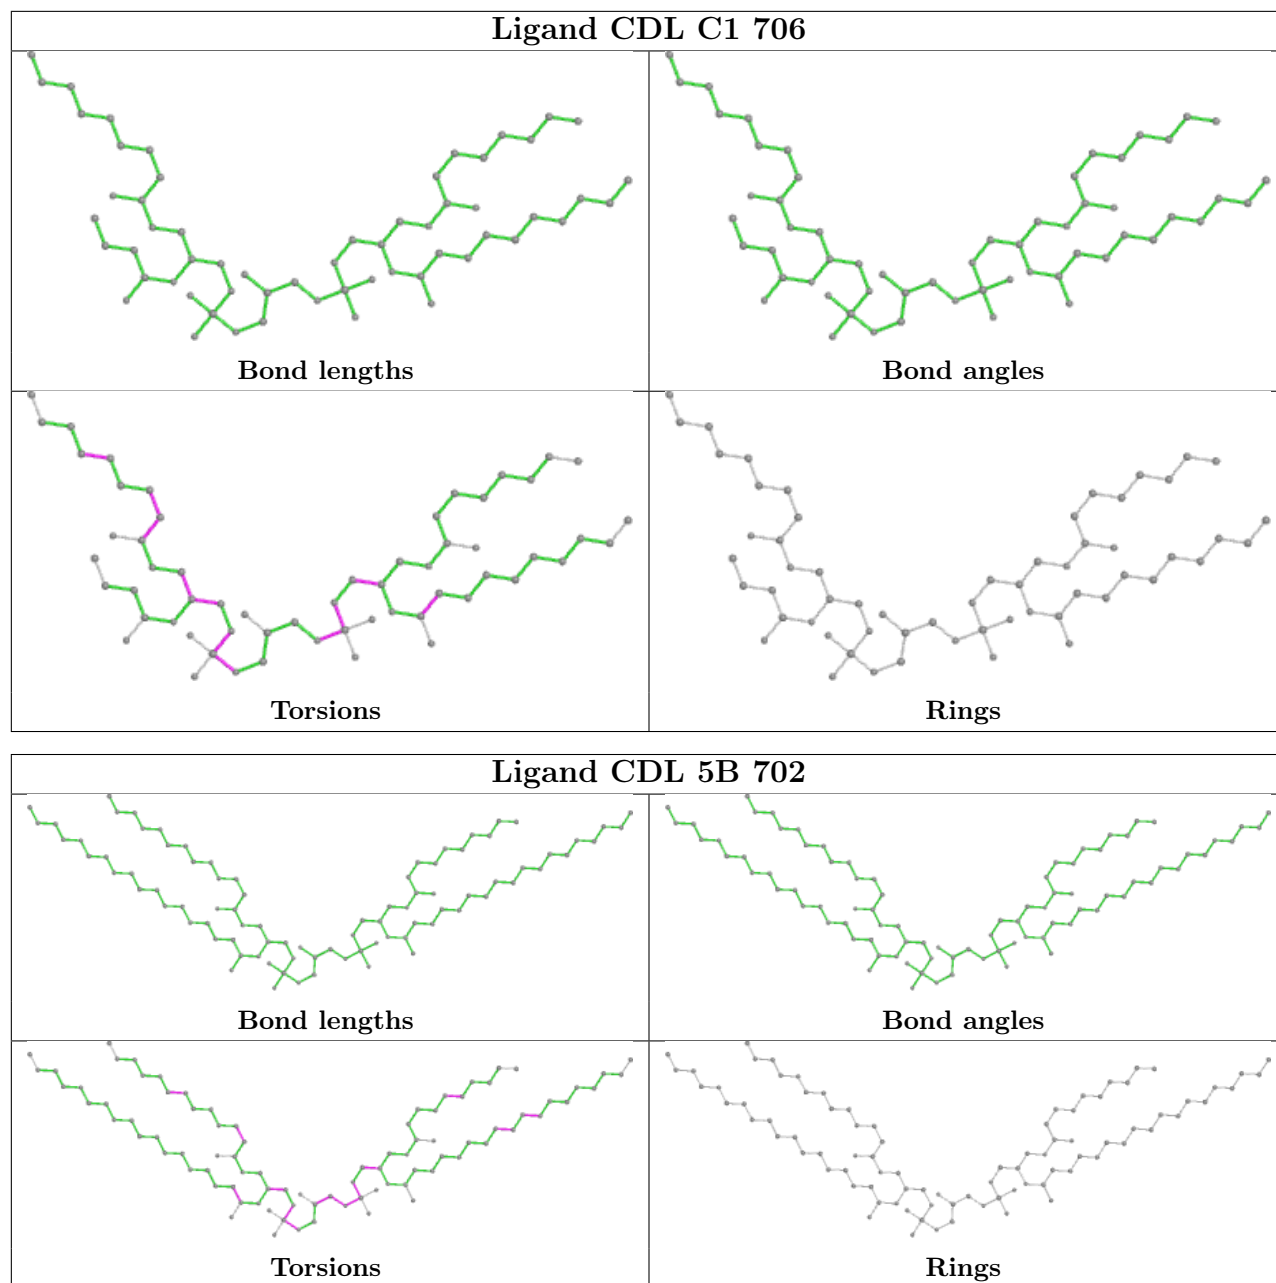 Ligand CDL C1 706
Bond lengths
Bond angles
Torsions
Rings
Ligand CDL 5B 702
Bond lengths
Bond angles
Torsions
Rings